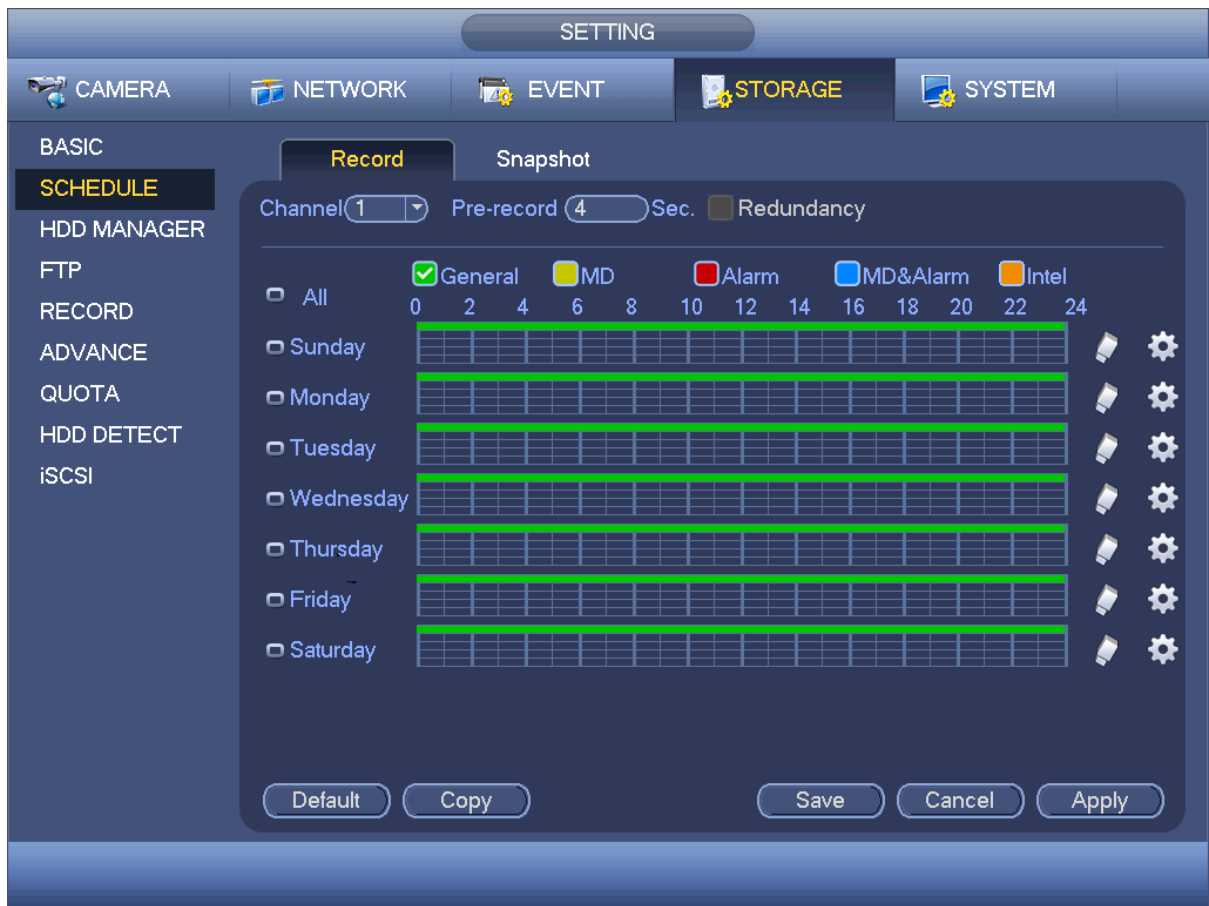 SETTING
CAMERA NETWORK EVENT STORAGE SYSTEM
BASIC
SCHEDULE
HDD MANAGER
FTP
RECORD
ADVANCE
QUOTA
HDD DETECT
iSCSI
Record Snapshot
Channel 1 Pre-record 4 Sec. Redundancy
General MD Alarm MD&Alarm Intel
All 0 2 4 6 8 10 12 14 16 18 20 22 24
Sunday
Monday
Tuesday
Wednesday
Thursday
Friday
Saturday
Default Copy Save Cancel Apply